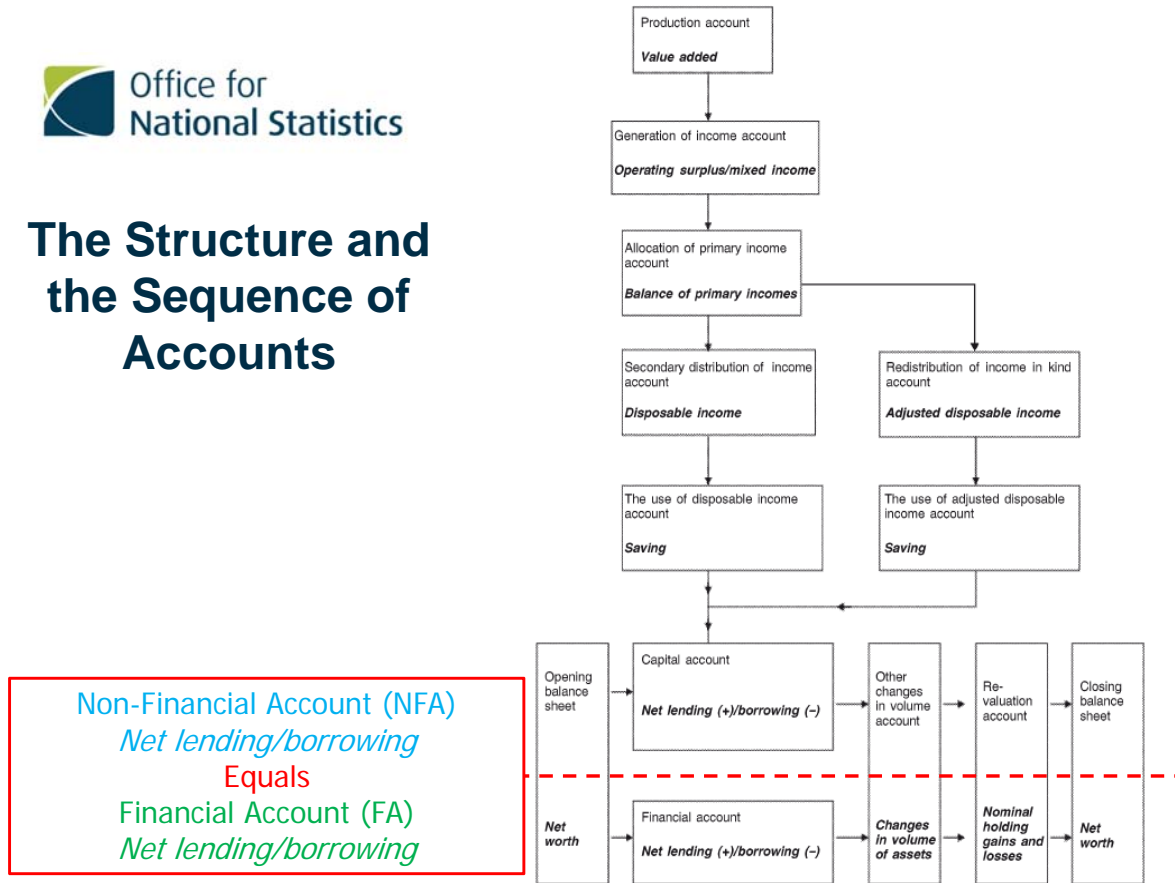 Office for
National Statistics
The Structure and
the Sequence of
Accounts
Production account
Value added
Generation of income account
Operating surplus/mixed income
Allocation of primary income
account
Balance of primary incomes
Secondary distribution of income
account
Disposable income
Redistribution of income in kind
account
Adjusted disposable income
The use of disposable income
account
Saving
The use of adjusted disposable
income account
Saving
Non-Financial Account (NFA)
Net lending/borrowing
Equals
Financial Account (FA)
Net lending/borrowing
Opening
balance
sheet
Net
worth
Capital account
Net lending (+)/borrowing (–)
Financial account
Net lending (+)/borrowing (–)
Other
changes
in volume
account
Changes
in volume
of assets
Re-
valuation
account
Nominal
holding
gains and
losses
Closing
balance
sheet
Net
worth